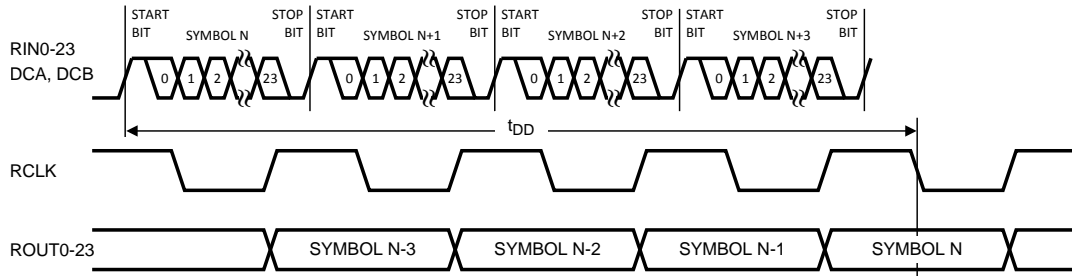 START STOP START STOP START STOP START STOP
BIT SYMBOL N BIT BIT SYMBOL N+1 BIT BIT SYMBOL N+2 BIT BIT SYMBOL N+3 BIT
RIN0-23
DCA, DCB
0 1 2 23 0 1 2 23 0 1 2 23 0 1 2 23
tDD
RCLK
ROUT0-23 SYMBOL N-3 SYMBOL N-2 SYMBOL N-1 SYMBOL N